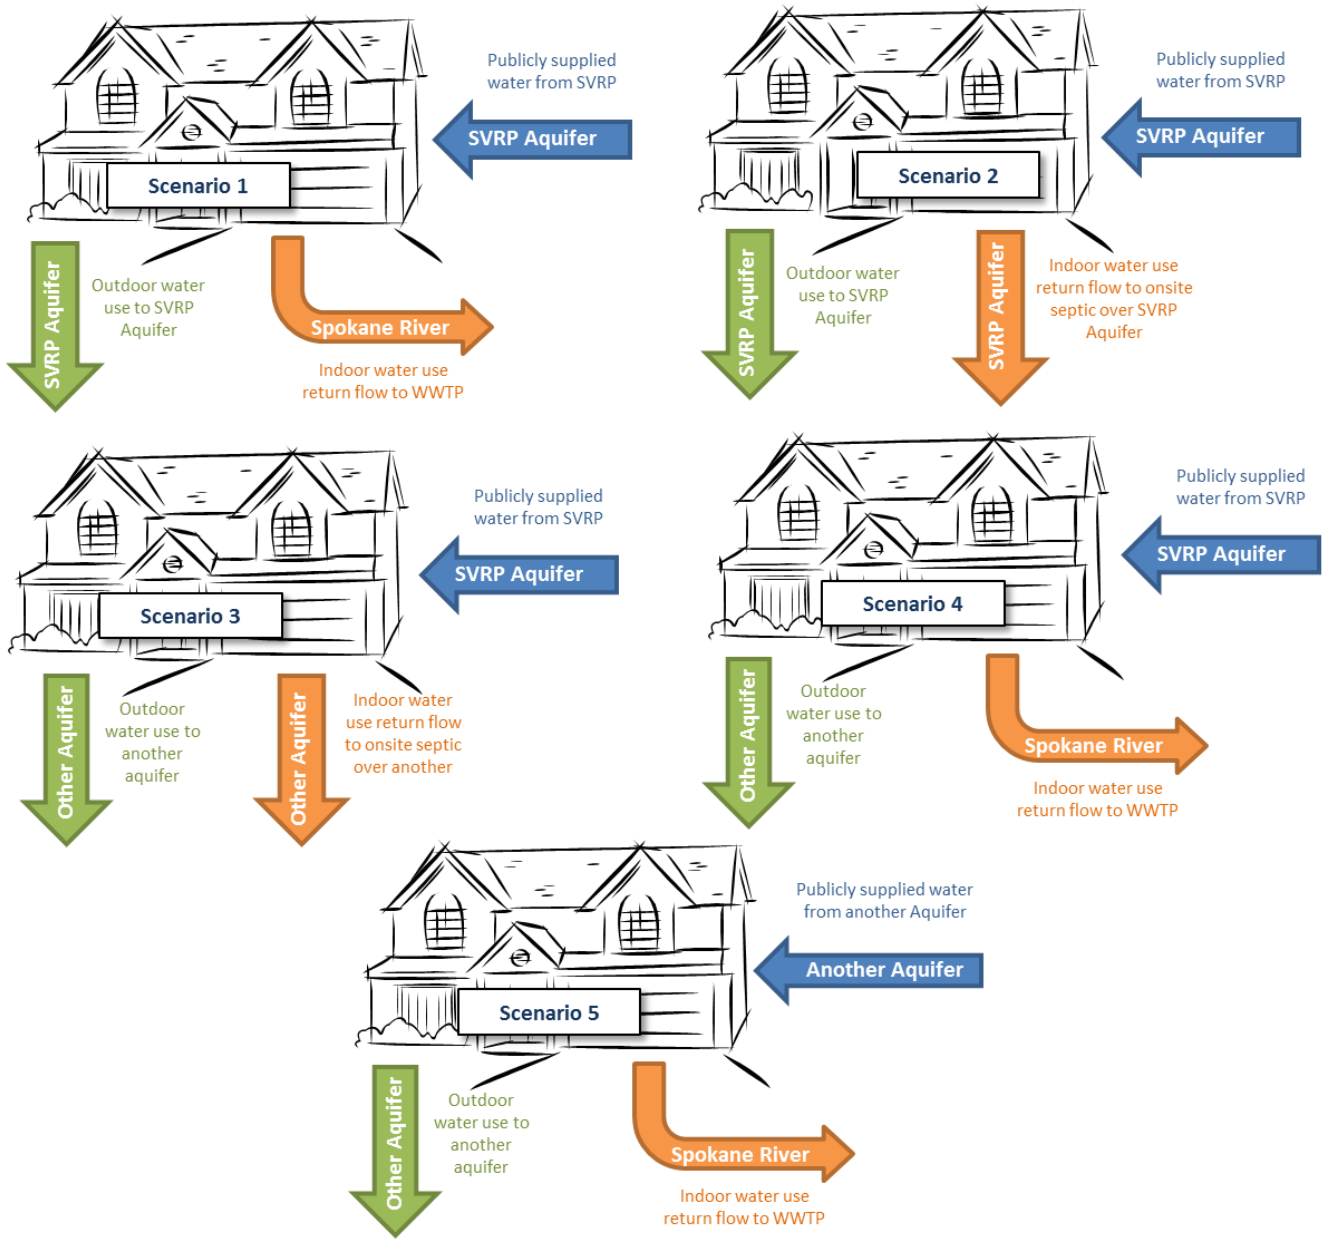 Publicly supplied
water from SVRP
SVRP Aquifer
Scenario 1
SVRP Aquifer
Outdoor water
use to SVRP
Aquifer
Spokane River
Indoor water use
return flow to WWTP
Publicly supplied
water from SVRP
SVRP Aquifer
Scenario 2
SVRP Aquifer
Outdoor water
use to SVRP
Aquifer
SVRP Aquifer
Indoor water use
return flow to onsite
septic over SVRP
Aquifer
Publicly supplied
water from SVRP
SVRP Aquifer
Scenario 3
Other Aquifer
Outdoor
water use to
another
aquifer
Other Aquifer
Indoor water
use return flow
to onsite septic
over another
Publicly supplied
water from SVRP
SVRP Aquifer
Scenario 4
Other Aquifer
Outdoor
water use to
another
aquifer
Spokane River
Indoor water use
return flow to WWTP
Publicly supplied water
from another Aquifer
Another Aquifer
Scenario 5
Other Aquifer
Outdoor
water use to
another
aquifer
Spokane River
Indoor water use
return flow to WWTP